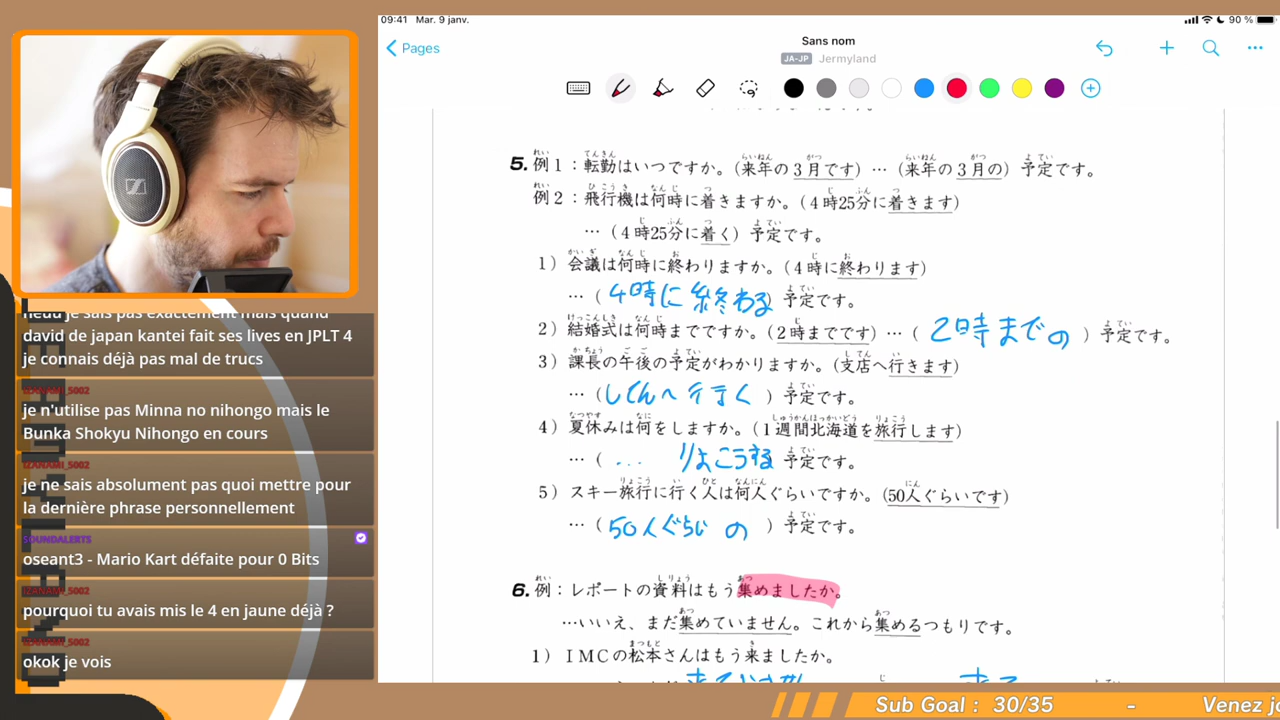 09:41 Mar. 9 janv.
90 %
Pages
Sans nom
JA-JP Jermyland
5. 例1：転勤はいつですか。（来年の3月です）…（来年の3月の）予定です。
例2：飛行機は何時に着きますか。（4時25分に着きます）
…（4時25分に着く）予定です。
1）会議は何時に終わりますか。（4時に終わります）
…（4時に終わる）予定です。
2）結婚式は何時までですか。（2時までです）…（2時までの）予定です。
3）課長の午後の予定がわかりますか。（支店へ行きます）
…（してんへ行く）予定です。
4）夏休みは何をしますか。（1週間北海道を旅行します）
…（... りょこうする 予定です。
5）スキー旅行に行く人は何人ぐらいですか。（50人ぐらいです）
…（50人ぐらいの）予定です。
6. 例：レポートの資料はもう集めましたか。
…いいえ、まだ集めていません。これから集めるつもりです。
1）IMCの松本さんはもう来ましたか。
david de japan kantei fait ses lives en JPLT 4
je connais déjà pas mal de trucs
IZANAMI_5002
je n'utilise pas Minna no nihongo mais le
Bunka Shokyu Nihongo en cours
IZANAMI_5002
je ne sais absolument pas quoi mettre pour
la dernière phrase personnellement
SOUNDALERTS
oseant3 - Mario Kart défaite pour 0 Bits
IZANAMI_5002
pourquoi tu avais mis le 4 en jaune déjà ?
IZANAMI_5002
okok je vois
Sub Goal : 30/35 - Venez